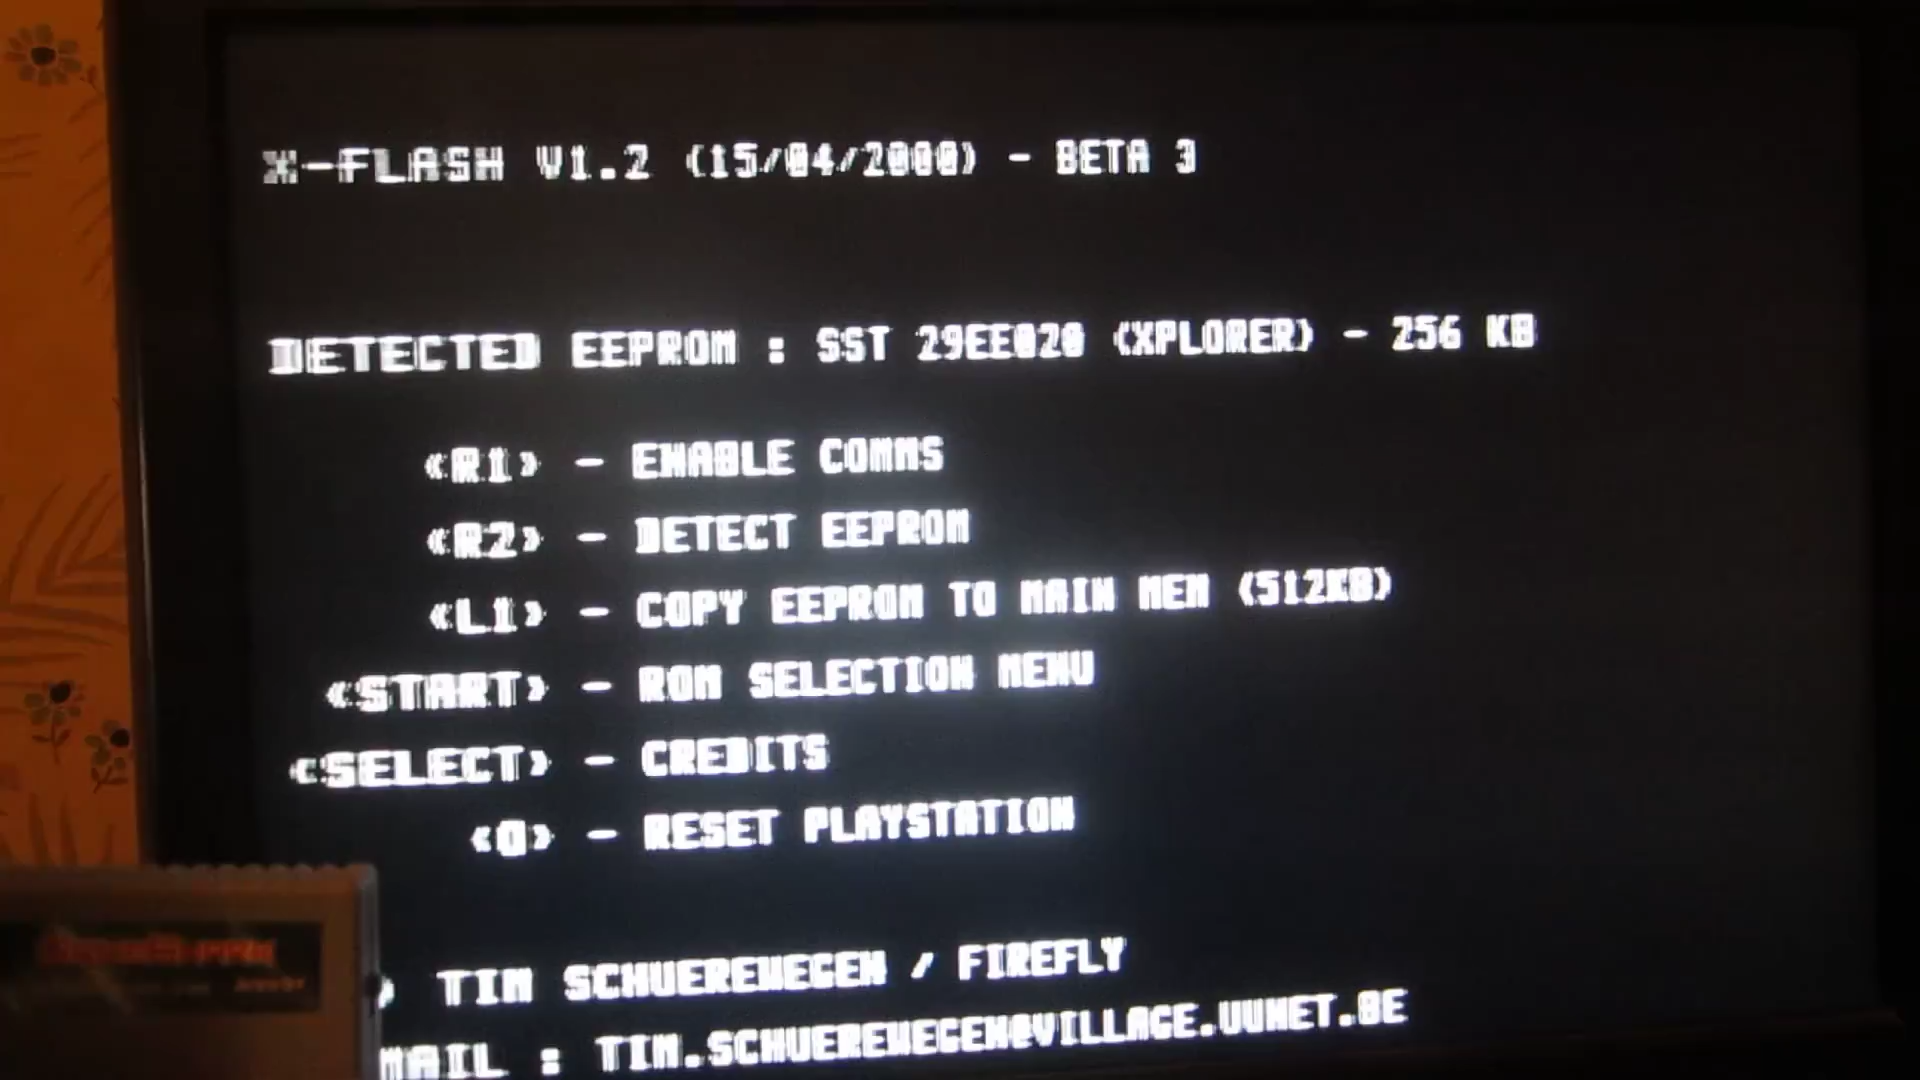 X-FLASH V1.2 (15/04/2000) - BETA 3
DETECTED EEPROM : SST 29EE020 (XPLORER) - 256 KB
<R1> - ENABLE COMMS
<R2> - DETECT EEPROM
<L1> - COPY EEPROM TO MAIN MEM (512KB)
<START> - ROM SELECTION MENU
<SELECT> - CREDITS
<O> - RESET PLAYSTATION
TIM SCHUEREWEGEN / FIREFLY
MAIL : TIM.SCHUEREWEGEN@VILLAGE.UUNET.BE